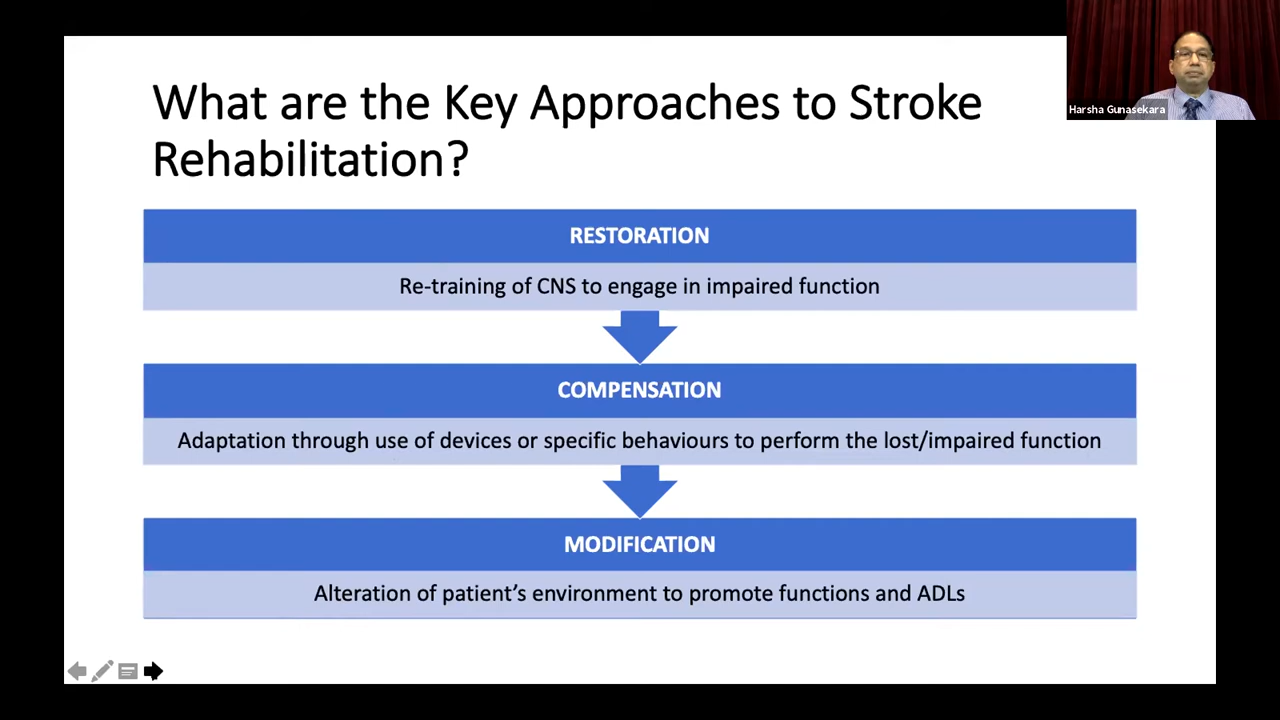 What are the Key Approaches to Stroke
Rehabilitation?
Harsha Gunasekara
RESTORATION
Re-training of CNS to engage in impaired function
COMPENSATION
Adaptation through use of devices or specific behaviours to perform the lost/impaired function
MODIFICATION
Alteration of patient’s environment to promote functions and ADLs